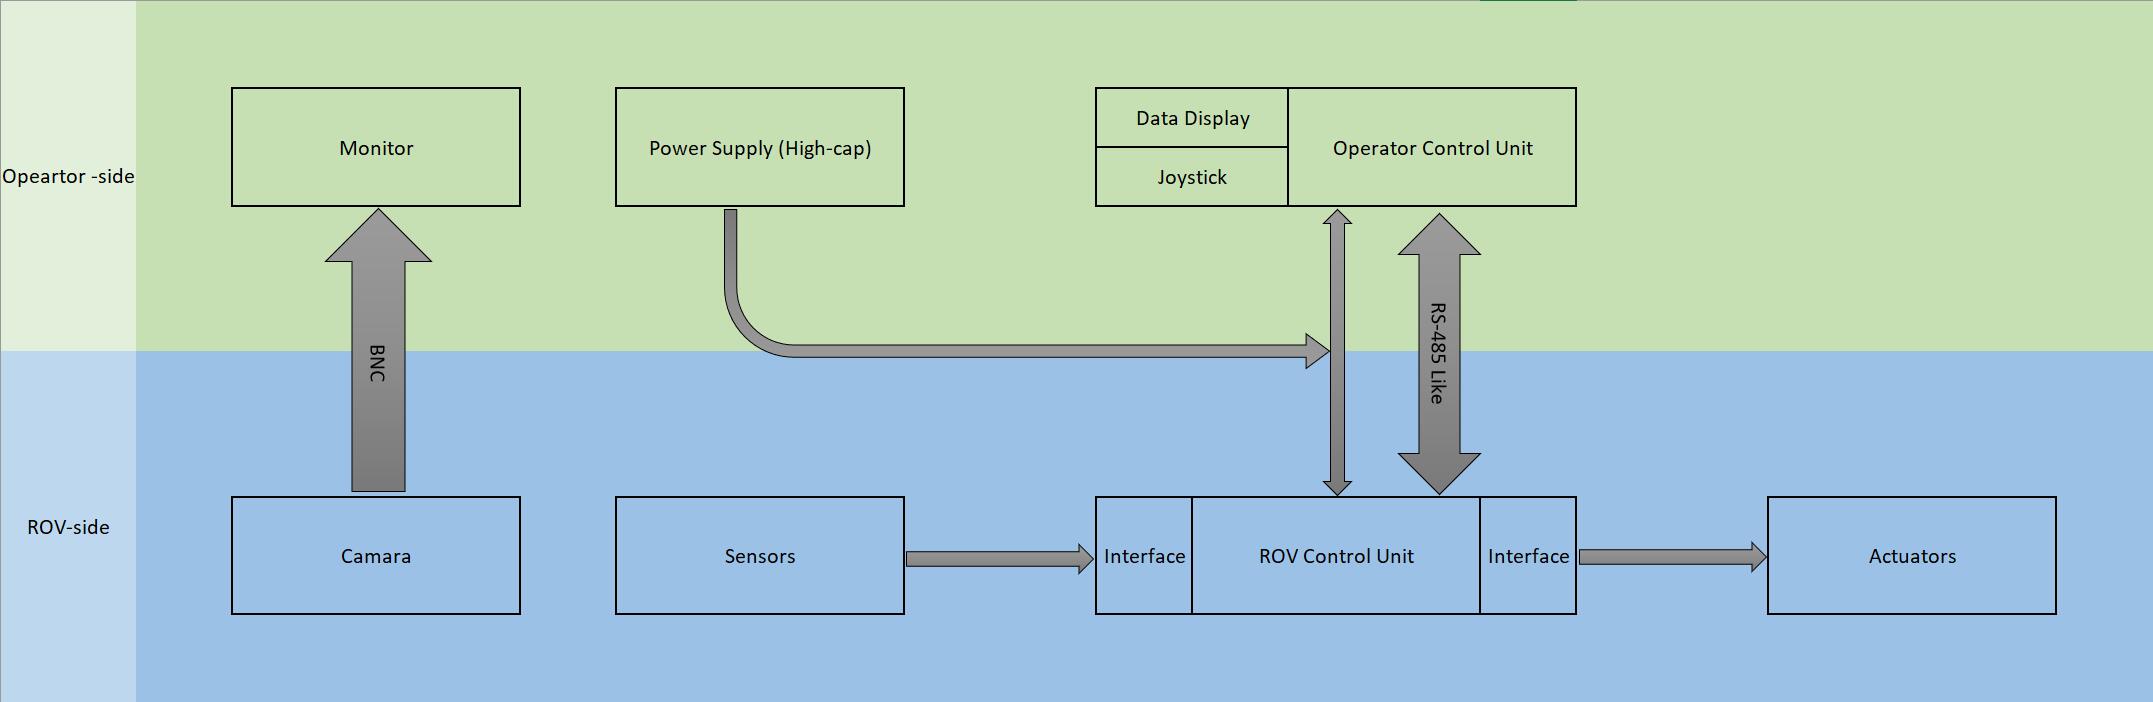 Opeartor -side
Monitor
Power Supply (High-cap)
Data Display
Joystick
Operator Control Unit
BNC
RS-485 Like
ROV-side
Camara
Sensors
Interface
ROV Control Unit
Interface
Actuators